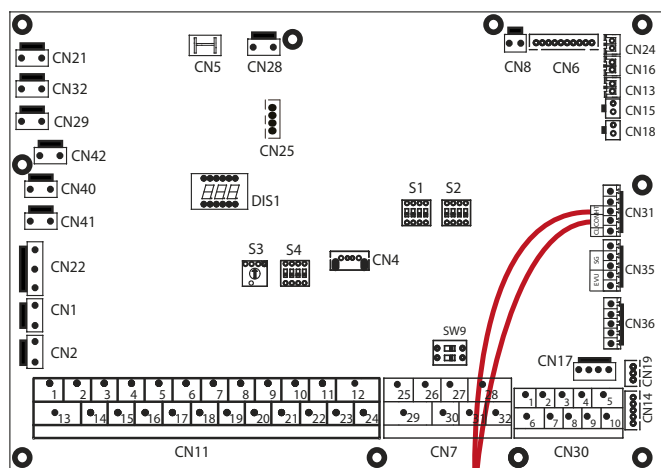 CN21
CN32
CN29
CN42
CN40
CN41
CN22
CN1
CN2
CN5
CN28
CN25
DIS1
S1 S2
S3 S4
CN4
SW9
CN8 CN6
CN24
CN16
CN13
CN15
CN18
CN31
SG
EVU
CN35
CN36
CN17
CN19
CN14
1 2 3 4 5 6 7 8 9 10 11 12
13 14 15 16 17 18 19 20 21 22 23 24
CN11
25 26 27 28
29 30 31 32
CN7
1 2 3 4 5
6 7 8 9 10
CN30